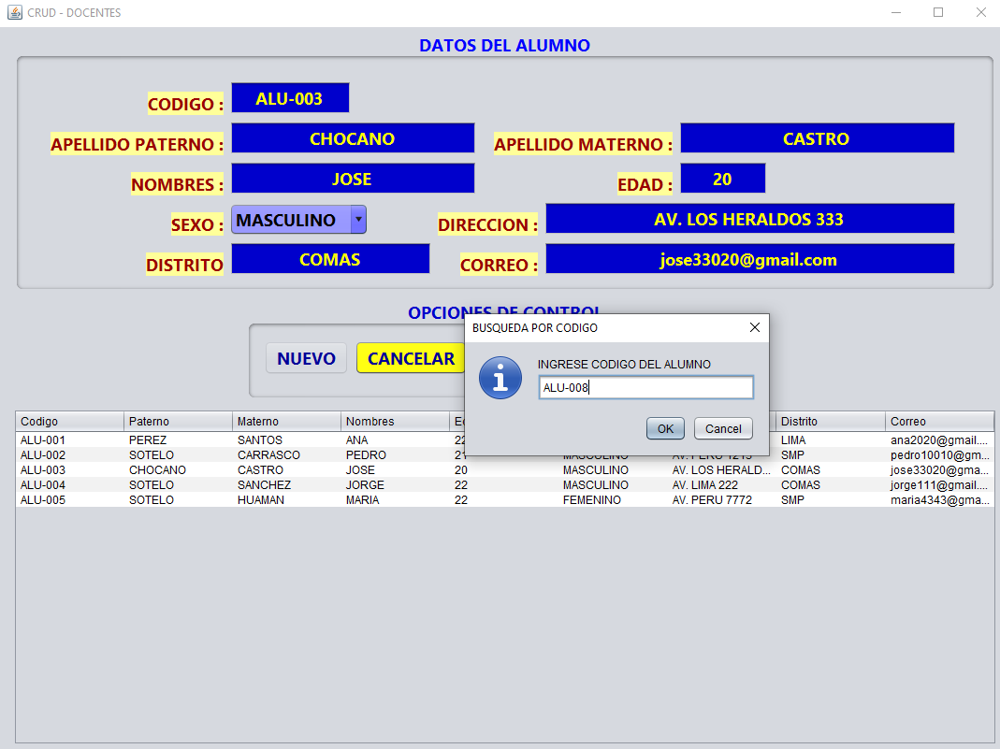 CRUD - DOCENTES
DATOS DEL ALUMNO
CODIGO : ALU-003
APELLIDO PATERNO : CHOCANO APELLIDO MATERNO : CASTRO
NOMBRES : JOSE EDAD : 20
SEXO : MASCULINO DIRECCION : AV. LOS HERALDOS 333
DISTRITO COMAS CORREO : jose33020@gmail.com
OPCIONES DE CONTROL
NUEVO CANCELAR
BUSQUEDA POR CODIGO
INGRESE CODIGO DEL ALUMNO
ALU-008
OK Cancel
Codigo Paterno Materno Nombres Distrito Correo
ALU-001 PEREZ SANTOS ANA 22 LIMA ana2020@gmail....
ALU-002 SOTELO CARRASCO PEDRO 21 MASCULINO AV. PERU 1213 SMP pedro10010@gm...
ALU-003 CHOCANO CASTRO JOSE 20 MASCULINO AV. LOS HERALD... COMAS jose33020@gma...
ALU-004 SOTELO SANCHEZ JORGE 22 MASCULINO AV. LIMA 222 COMAS jorge111@gmail....
ALU-005 SOTELO HUAMAN MARIA 22 FEMENINO AV. PERU 7772 SMP maria4343@gma...